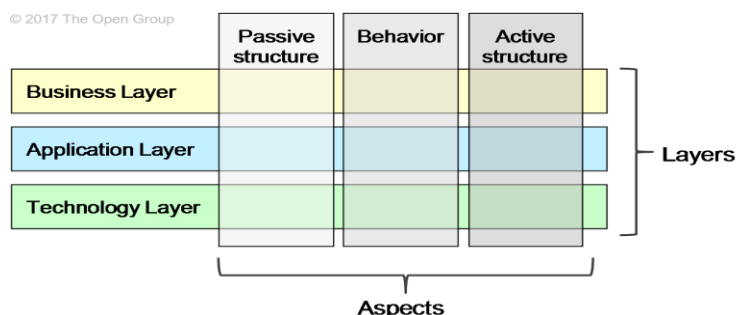 © 2017 The Open Group
Passive
structure
Behavior
Active
structure
Business Layer
Application Layer
Technology Layer
Layers
Aspects